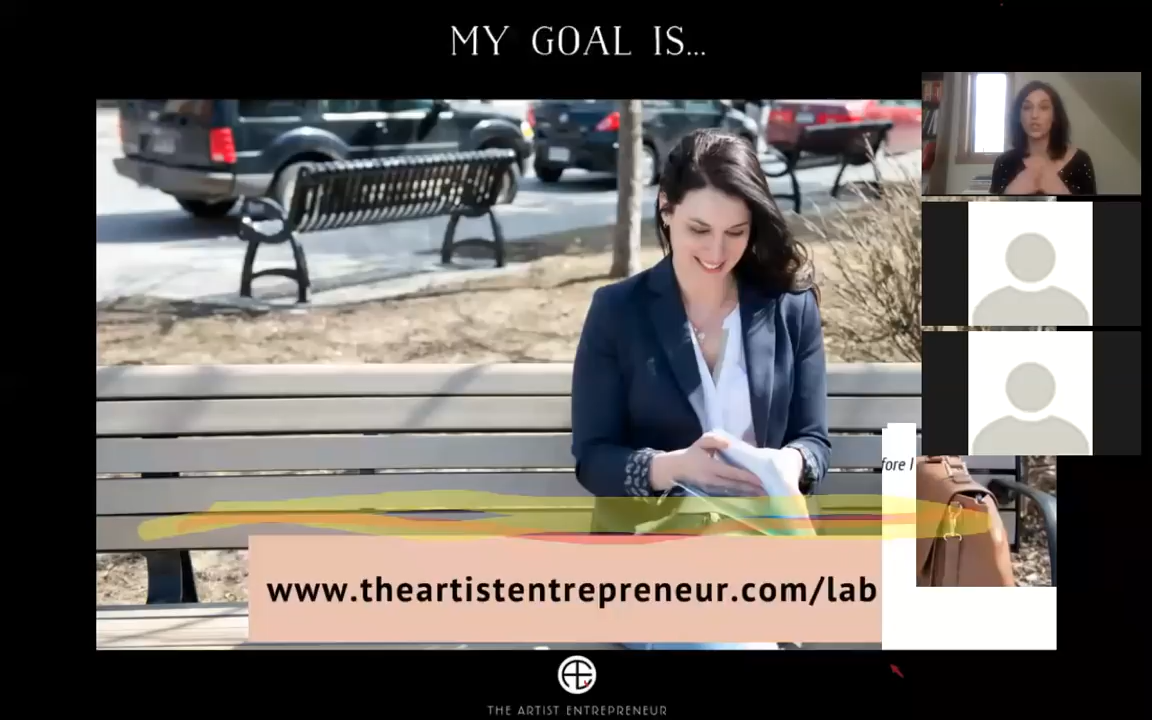 MY GOAL IS...
fore I
www.theartistentrepreneur.com/lab
THE ARTIST ENTREPRENEUR